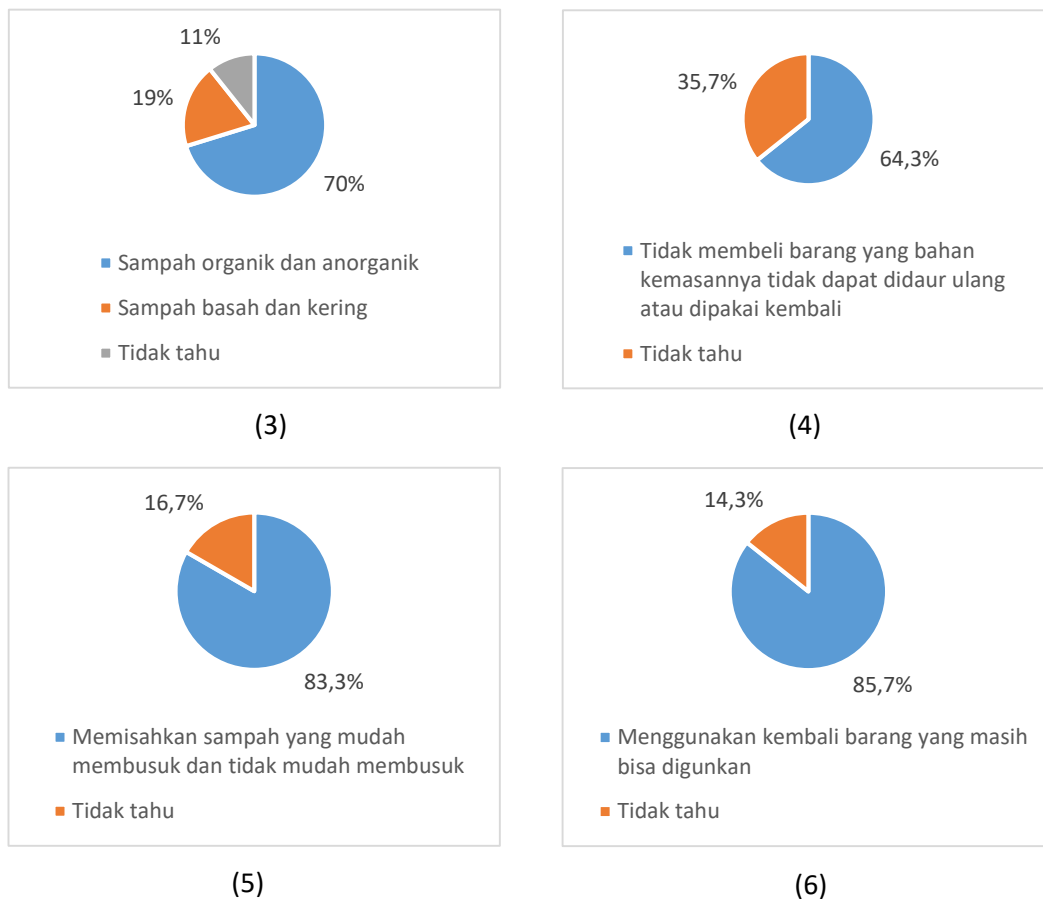 11%
19%
70%
Sampah organik dan anorganik
Sampah basah dan kering
Tidak tahu
(3)
35,7%
64,3%
Tidak membeli barang yang bahan
kemasannya tidak dapat didaur ulang
atau dipakai kembali
Tidak tahu
(4)
16,7%
83,3%
Memisahkan sampah yang mudah
membusuk dan tidak mudah membusuk
Tidak tahu
(5)
14,3%
85,7%
Menggunakan kembali barang yang masih
bisa digunkan
Tidak tahu
(6)